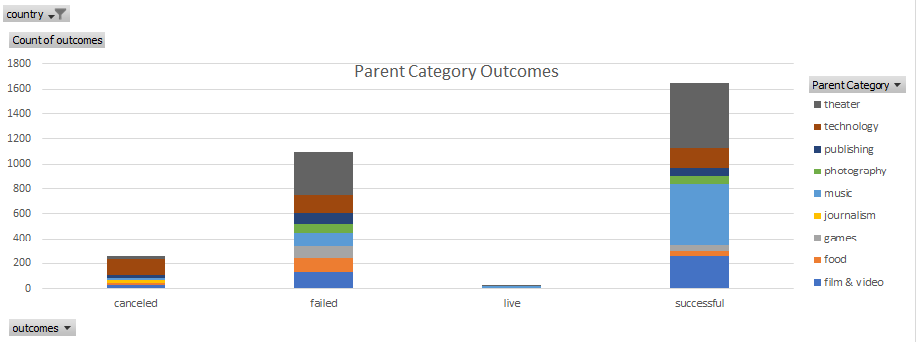 country
Count of outcomes
Parent Category Outcomes
1800
1600
1400
1200
1000
800
600
400
200
0
canceled
failed
live
successful
Parent Category
theater
technology
publishing
photography
music
journalism
games
food
film & video
outcomes